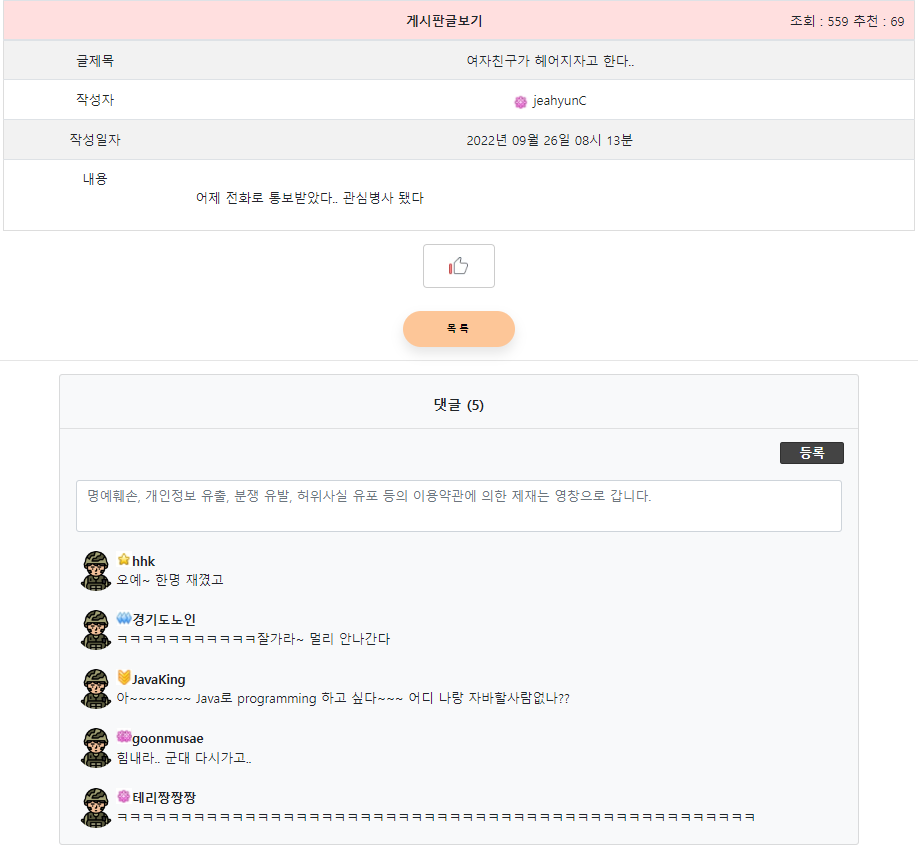 게시판글보기 조회 : 559 추천 : 69
글제목 여자친구가 헤어지자고 한다..
작성자 jeahyunC
작성일자 2022년 09월 26일 08시 13분
내용
어제 전화로 통보받았다.. 관심병사 됐다
목록
댓글 (5)
등록
명예훼손, 개인정보 유출, 분쟁 유발, 허위사실 유포 등의 이용약관에 의한 제재는 영창으로 갑니다.
hhk
오예~ 한명 재꼈고
경기도노인
ㅋㅋㅋㅋㅋㅋㅋㅋㅋㅋㅋ잘가라~ 멀리 안나간다
JavaKing
아~~~~~~~ Java로 programming 하고 싶다~~~ 어디 나랑 자바할사람없나??
goonmusae
힘내라.. 군대 다시가고..
테리짱짱짱
ㅋㅋㅋㅋㅋㅋㅋㅋㅋㅋㅋㅋㅋㅋㅋㅋㅋㅋㅋㅋㅋㅋㅋㅋㅋㅋㅋㅋㅋㅋㅋㅋㅋㅋㅋㅋㅋㅋㅋㅋㅋㅋㅋㅋㅋㅋㅋㅋㅋㅋ